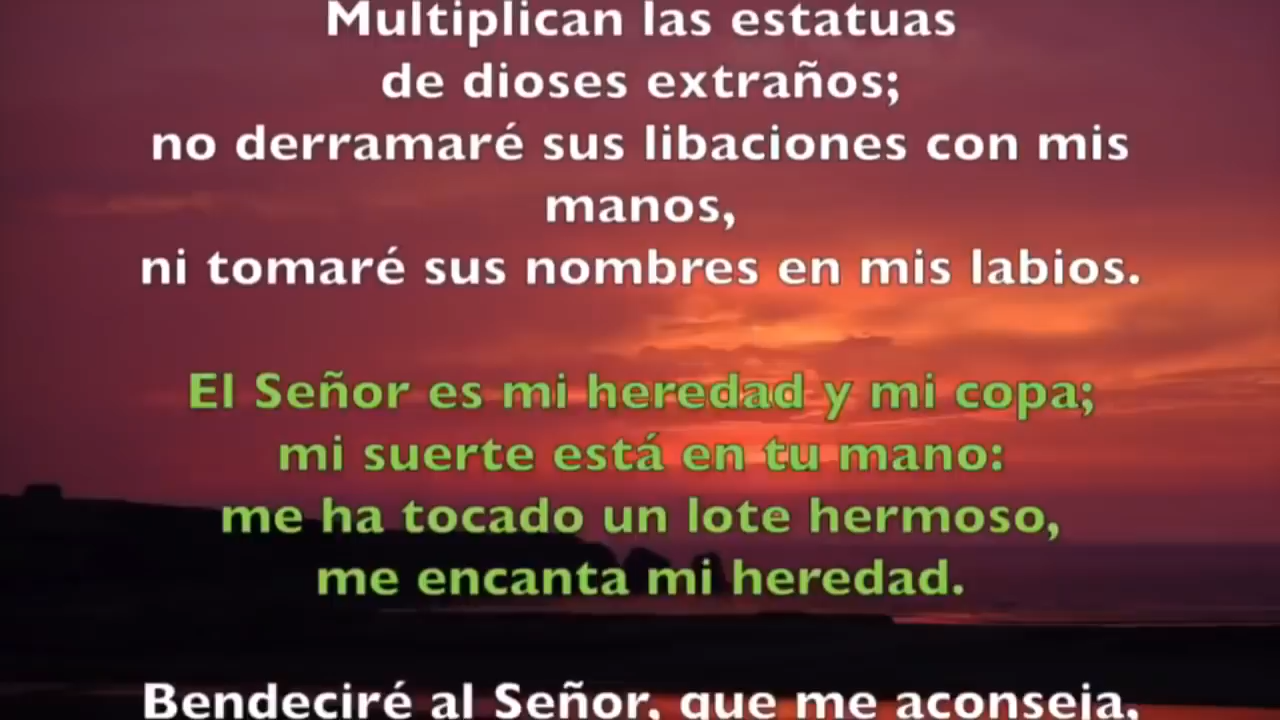 Multiplican las estatuas
de dioses extraños;
no derramaré sus libaciones con mis
manos,
ni tomaré sus nombres en mis labios.
El Señor es mi heredad y mi copa;
mi suerte está en tu mano:
me ha tocado un lote hermoso,
me encanta mi heredad.
Bendeciré al Señor, que me aconseja,